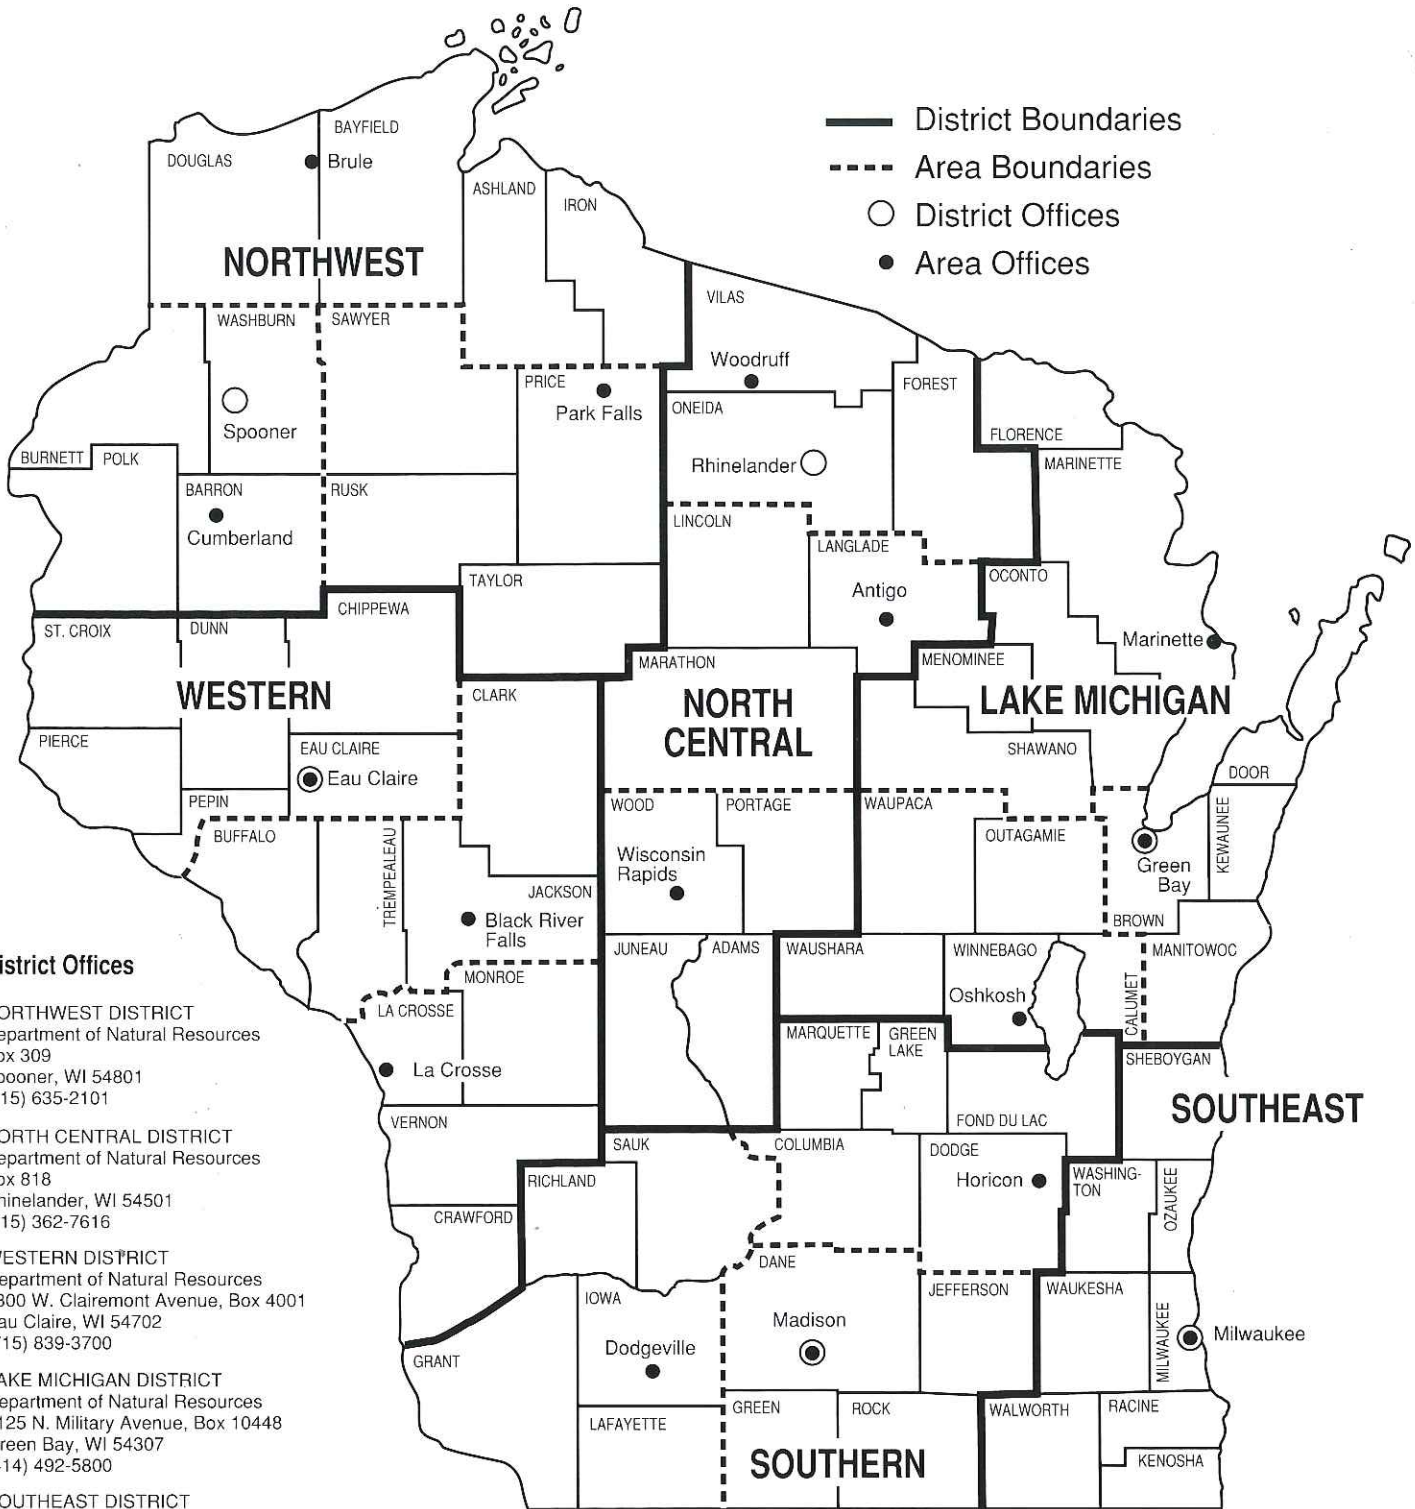 District Boundaries
Area Boundaries
District Offices
Area Offices
DOUGLAS
BAYFIELD
Brule
ASHLAND
IRON
NORTHWEST
VILAS
WASHBURN
SAWYER
Woodruff
PRICE
Park Falls
FOREST
Spooner
ONEIDA
FLORENCE
BURNETT
POLK
Rhinelander
MARINETTE
BARRON
RUSK
Cumberland
LINCOLN
LANGLADE
TAYLOR
OCONTO
Antigo
CHIPPEWA
ST. CROIX
DUNN
Marinette
MARATHON
MENOMINEE
WESTERN
CLARK
NORTH
CENTRAL
LAKE MICHIGAN
PIERCE
EAU CLAIRE
Eau Claire
SHAWANO
DOOR
PEPIN
WOOD
PORTAGE
WAUPACA
BUFFALO
TREMPEALEAU
OUTAGAMIE
KEWAUNEE
Wisconsin
Rapids
Green
Bay
JACKSON
Black River
Falls
BROWN
JUNEAU
ADAMS
WAUSHARA
WINNEBAGO
MANITOWOC
MONROE
Oshkosh
CALUMET
LA CROSSE
La Crosse
MARQUETTE
GREEN
LAKE
SHEBOYGAN
SOUTHEAST
VERNON
FOND DU LAC
SAUK
COLUMBIA
DODGE
Horicon
RICHLAND
WASHING-
TON
OZAUKEE
CRAWFORD
DANE
IOWA
JEFFERSON
WAUKESHA
Madison
MILWAUKEE
Milwaukee
Dodgeville
GRANT
LAFAYETTE
GREEN
ROCK
WALWORTH
RACINE
SOUTHERN
KENOSHA
istrict Offices
ORTHWEST DISTRICT
epartment of Natural Resources
ox 309
pooner, WI 54801
15) 635-2101
ORTH CENTRAL DISTRICT
epartment of Natural Resources
ox 818
hinelander, WI 54501
15) 362-7616
ESTERN DISTRICT
epartment of Natural Resources
300 W. Clairemont Avenue, Box 4001
au Claire, WI 54702
15) 839-3700
AKE MICHIGAN DISTRICT
epartment of Natural Resources
125 N. Military Avenue, Box 10448
reen Bay, WI 54307
14) 492-5800
OUTHEAST DISTRICT